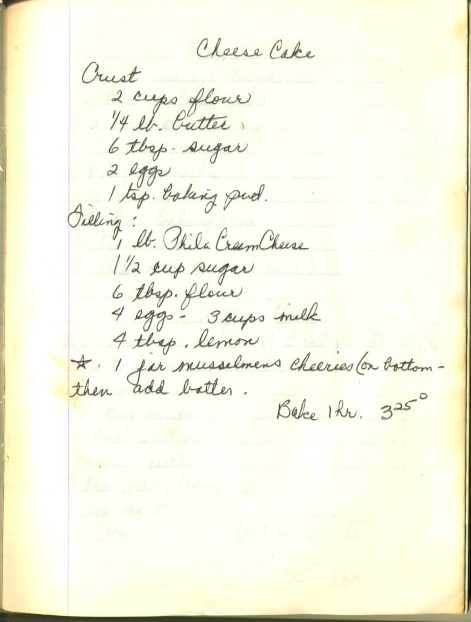 Cheese Cake
Crust
2 cups flour
1/4 lb. butter
6 tbsp. sugar
2 eggs
1 tsp. baking pwd.
Filling:
1 lb. Phila Cream Cheese
1 1/2 cup sugar
6 tbsp. flour
4 eggs - 3 cups milk
4 tbsp. lemon
☆. 1 jar musselmens cheeries (on bottom -
then add batter.
Bake 1 hr. 325°